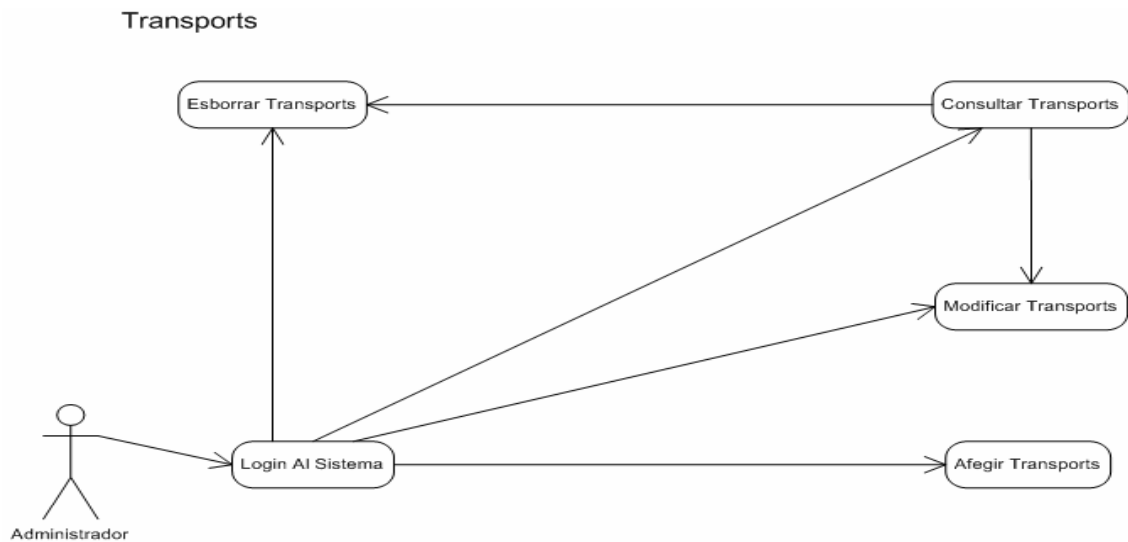 Transports
Esborrar Transports
Consultar Transports
Modificar Transports
Login Al Sistema
Afegir Transports
Administrador